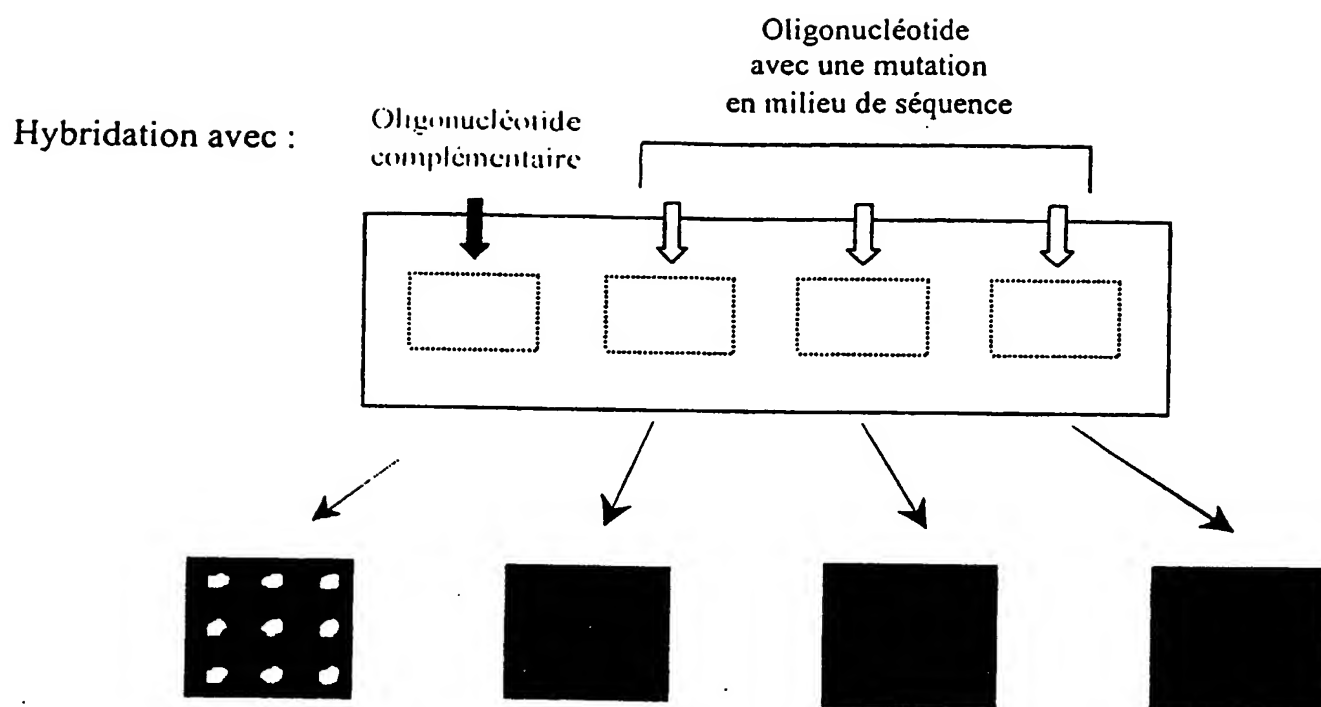 Oligonucléotide
avec une mutation
en milieu de séquence
Hybridation avec :
Oligonucléotide
complémentaire